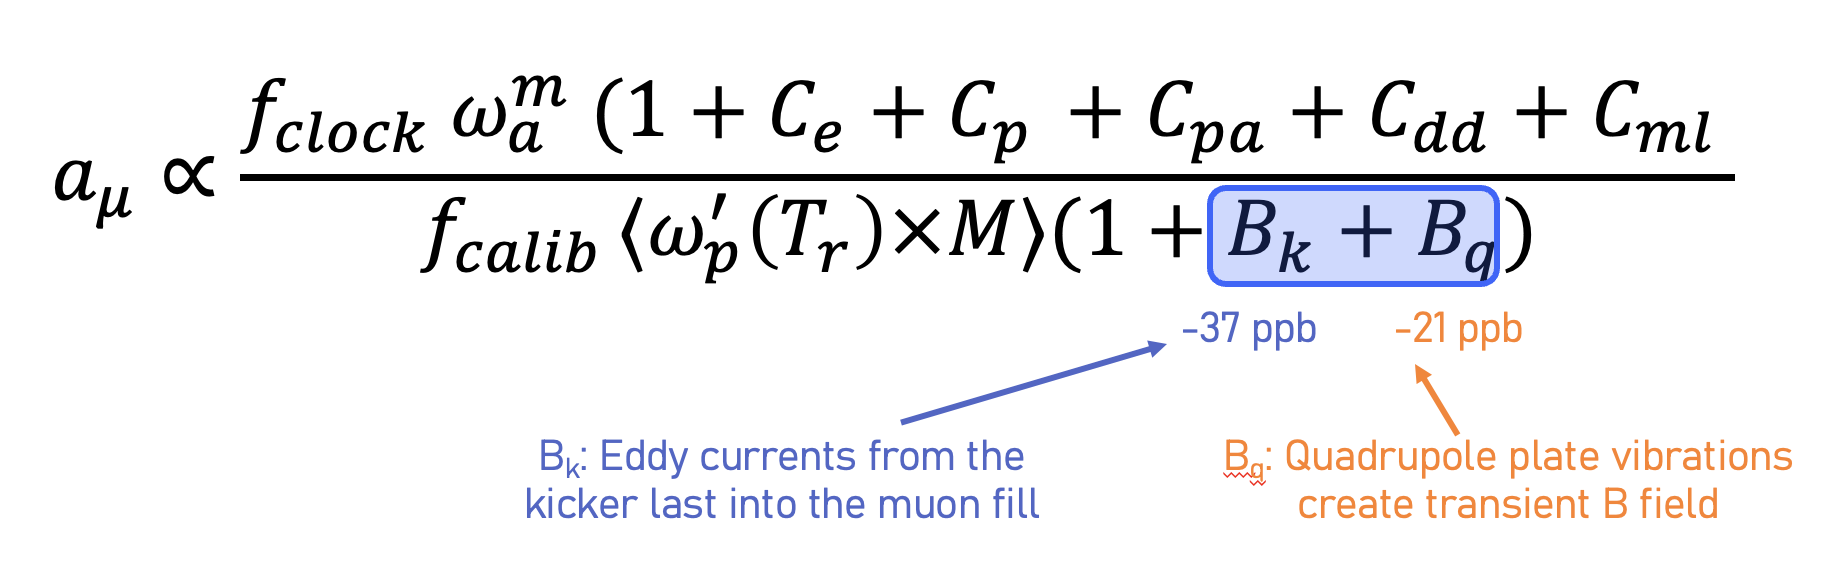 a_μ ∝ f_clock ω_a^m (1 + C_e + C_p + C_pa + C_dd + C_ml
f_calib ⟨ω′_p(T_r)×M⟩(1 + B_k + B_q)
-37 ppb -21 ppb
B_k: Eddy currents from the
kicker last into the muon fill
B_q: Quadrupole plate vibrations
create transient B field